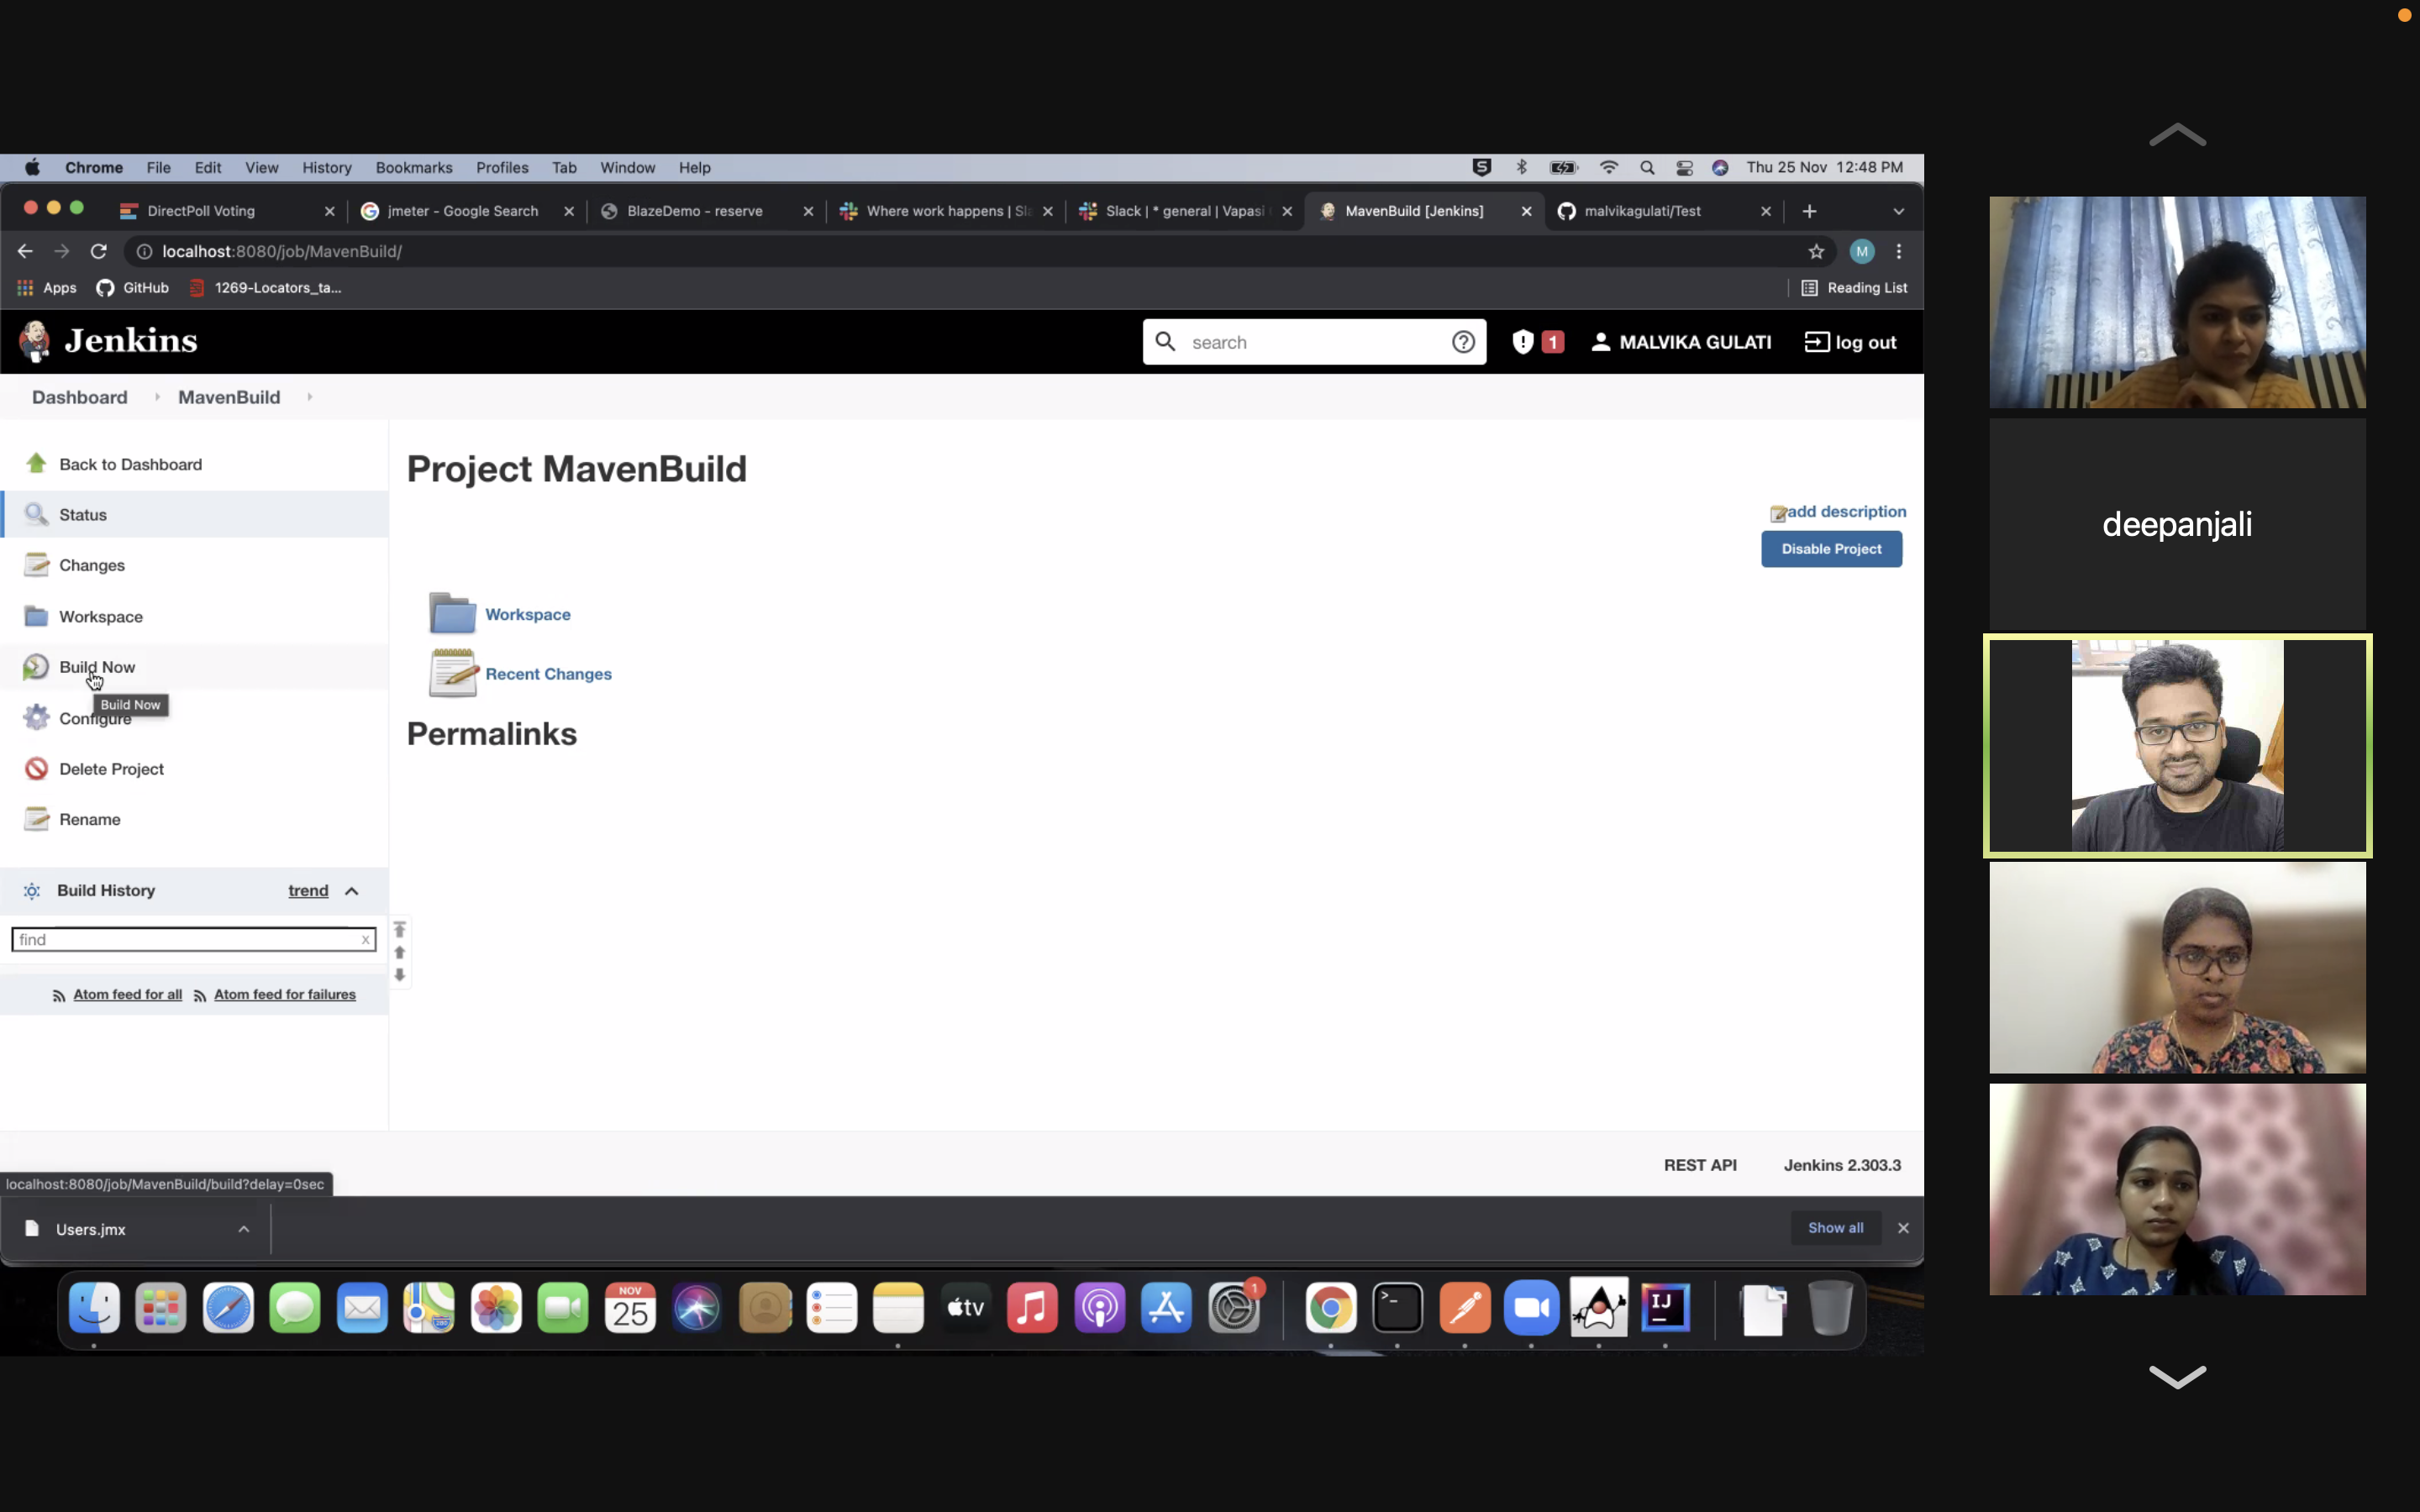 Chrome File Edit View History Bookmarks Profiles Tab Window Help
Thu 25 Nov 12:48 PM
DirectPoll Voting
jmeter - Google Search
BlazeDemo - reserve
Where work happens | Sla
Slack | * general | Vapasi
MavenBuild [Jenkins]
malvikagulati/Test
localhost:8080/job/MavenBuild/
M
Apps GitHub 1269-Locators_ta...
Reading List
Jenkins
search
1
MALVIKA GULATI
log out
Dashboard MavenBuild
Back to Dashboard
Status
Changes
Workspace
Build Now
Build Now
Configure
Delete Project
Rename
Build History trend
find x
Atom feed for all Atom feed for failures
Project MavenBuild
add description
Disable Project
Workspace
Recent Changes
Permalinks
REST API Jenkins 2.303.3
localhost:8080/job/MavenBuild/build?delay=0sec
Users.jmx
Show all
NOV
25
tv
1
IJ
deepanjali